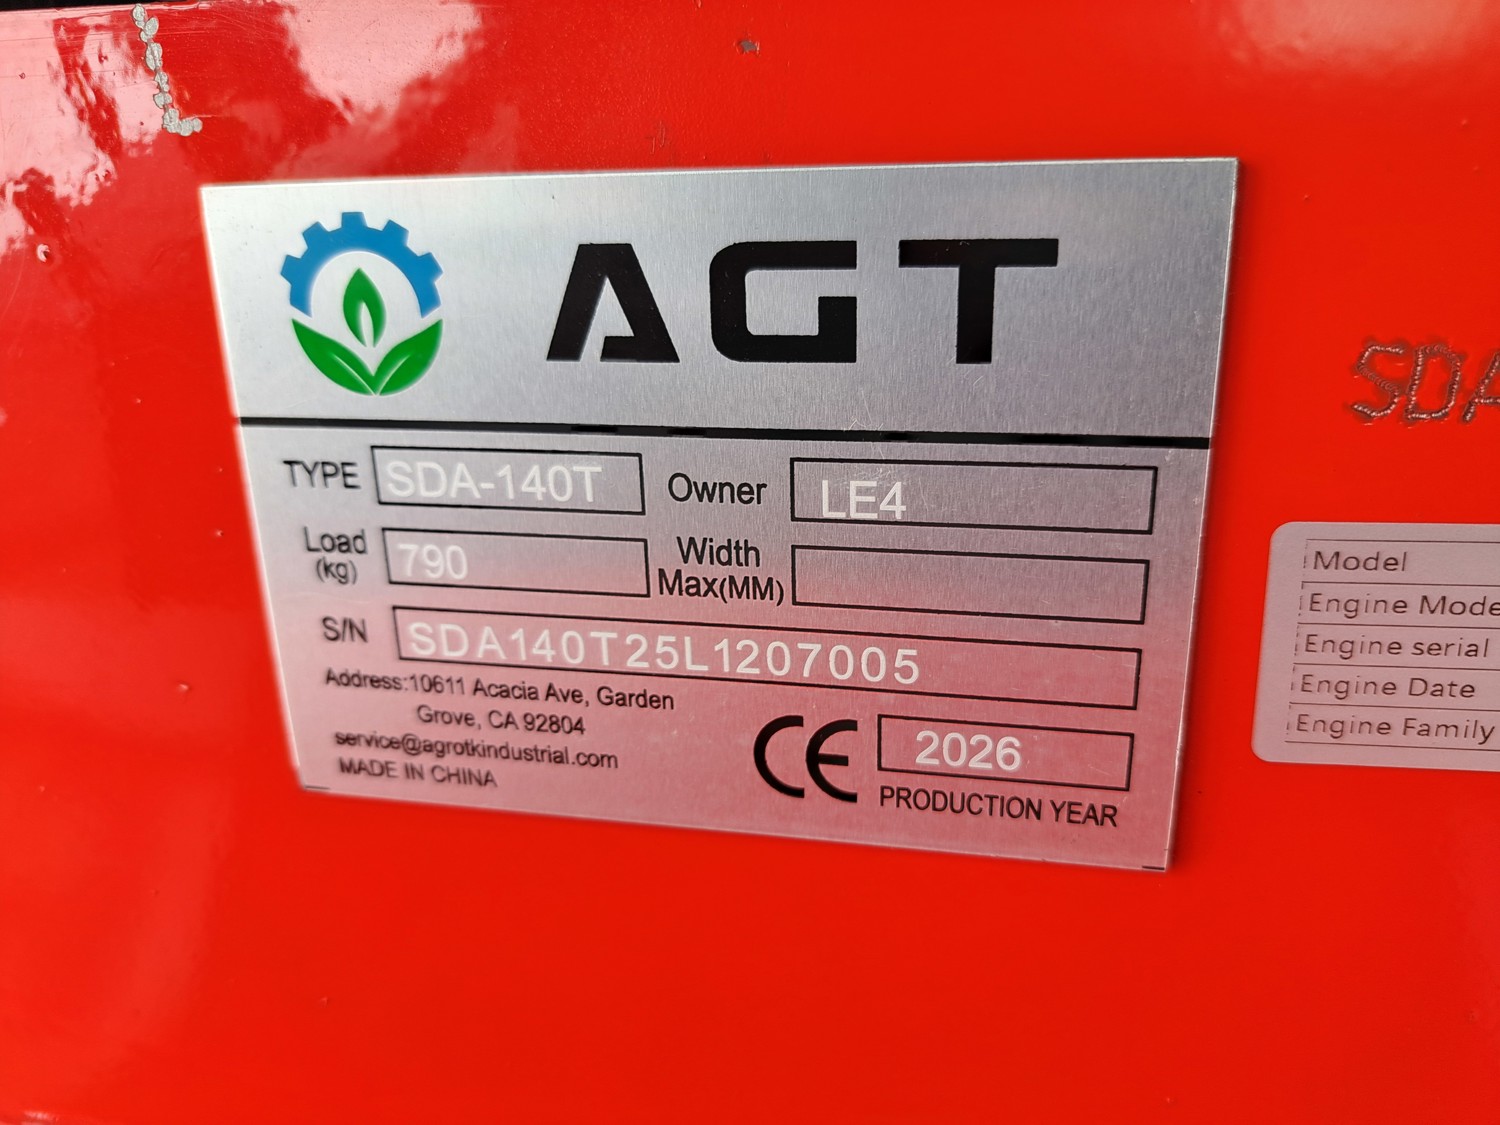 AGT
TYPE SDA-140T Owner LE4
Load (kg) 790 Width Max(MM)
S/N SDA140T25L1207005
Address:10611 Acacia Ave, Garden
Grove, CA 92804
service@agrotkindustrial.com
MADE IN CHINA
CE 2026
PRODUCTION YEAR
SDA
Model
Engine Mode
Engine serial
Engine Date
Engine Family